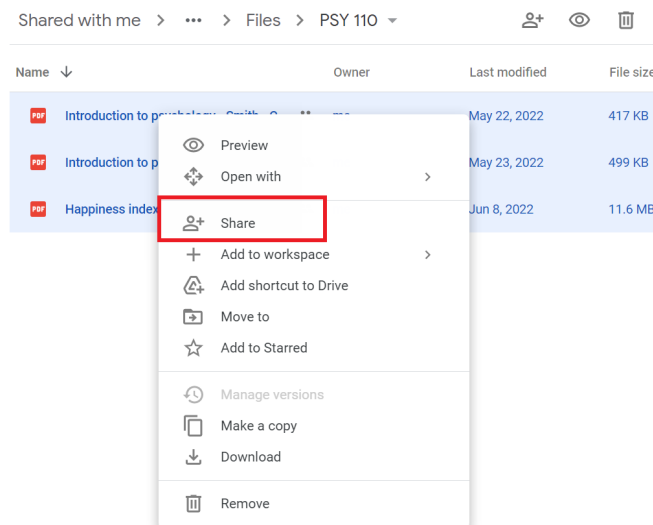 Shared with me > ••• > Files > PSY 110
Name Owner Last modified File size
PDF Introduction to me May 22, 2022 417 KB
PDF Introduction to p May 23, 2022 499 KB
PDF Happiness index Jun 8, 2022 11.6 MB
Preview
Open with
Share
Add to workspace
Add shortcut to Drive
Move to
Add to Starred
Manage versions
Make a copy
Download
Remove